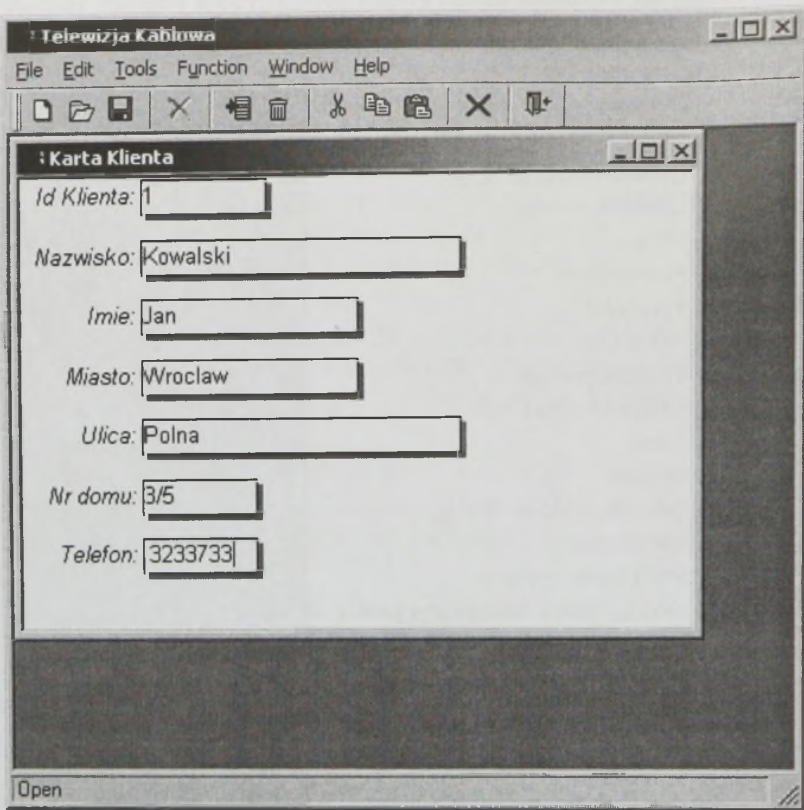 Telewizja Kablowa
File Edit Tools Function Window Help
Karta Klienta
Id Klienta: 1
Nazwisko: Kowalski
Imie: Jan
Miasto: Wroclaw
Ulica: Polna
Nr domu: 3/5
Telefon: 3233733
Open